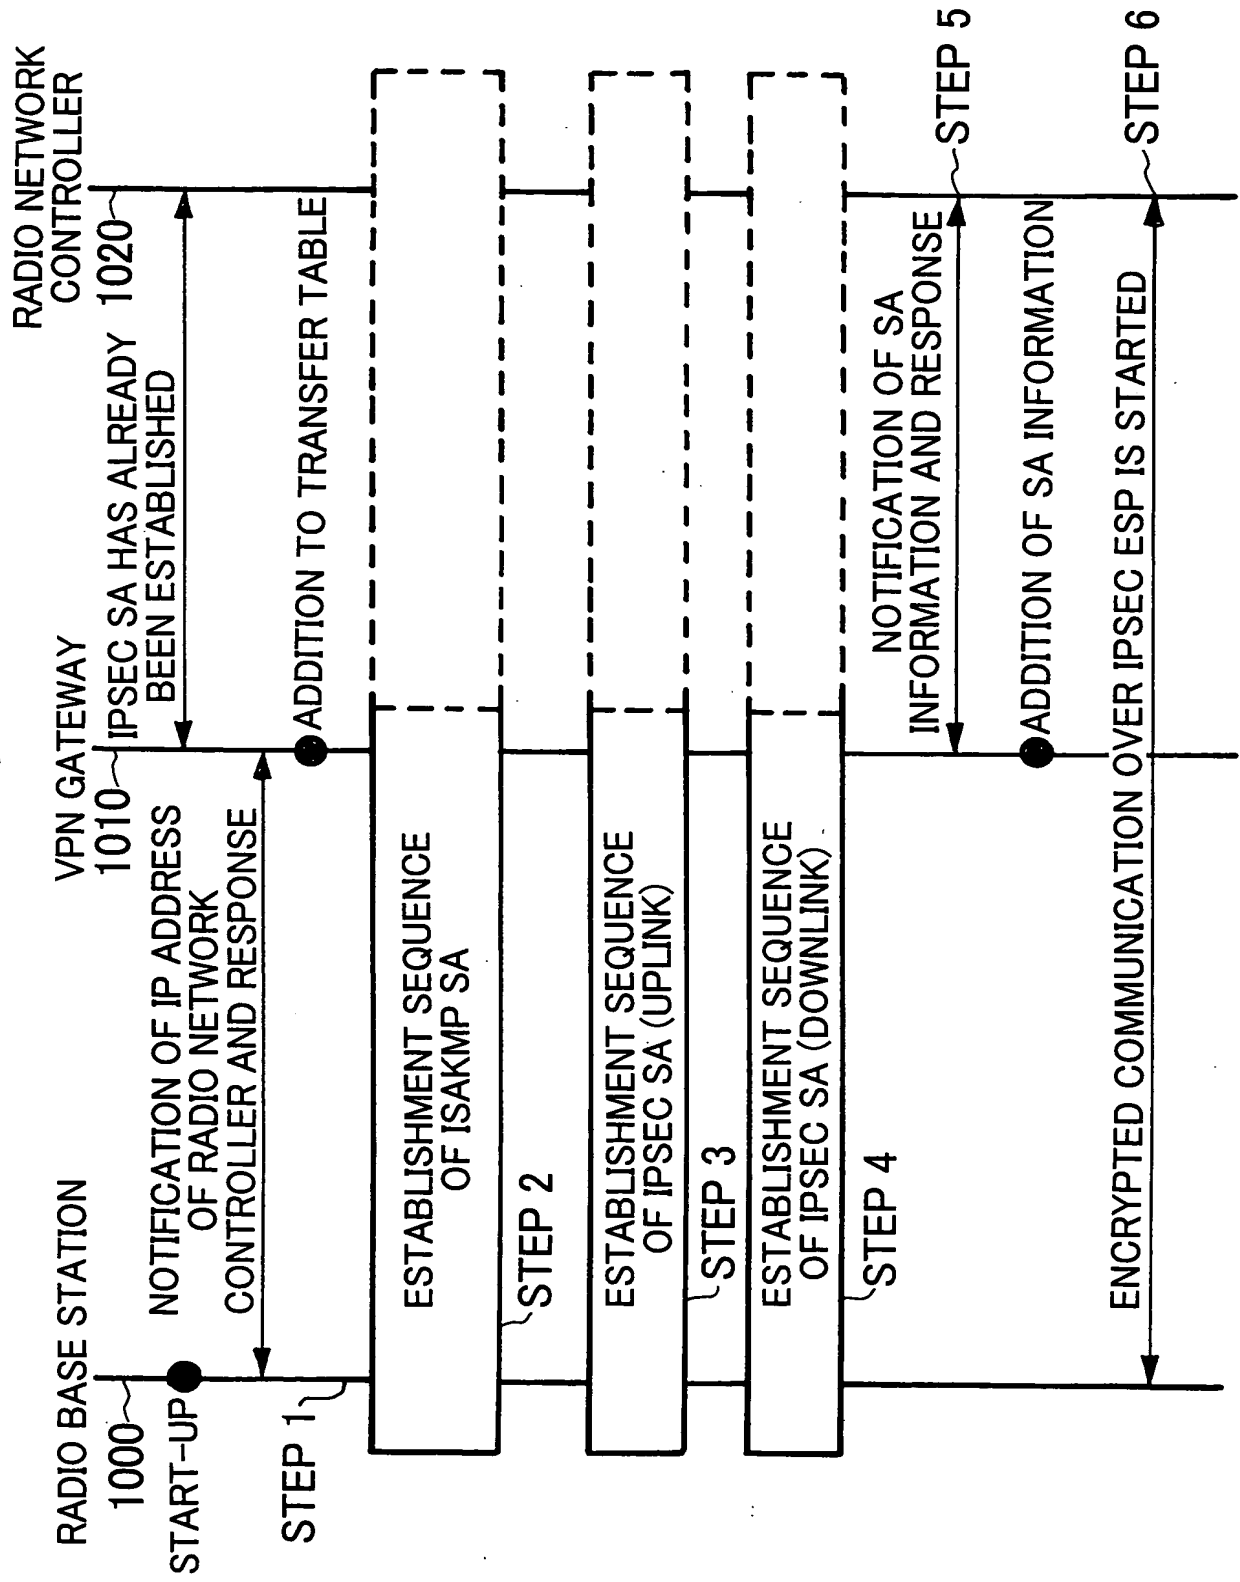 RADIO BASE STATION
1000
VPN GATEWAY
1010
RADIO NETWORK
CONTROLLER
1020
START-UP
NOTIFICATION OF IP ADDRESS
OF RADIO NETWORK
CONTROLLER AND RESPONSE
IPSEC SA HAS ALREADY
BEEN ESTABLISHED
STEP 1
ADDITION TO TRANSFER TABLE
ESTABLISHMENT SEQUENCE
OF ISAKMP SA
STEP 2
ESTABLISHMENT SEQUENCE
OF IPSEC SA (UPLINK)
STEP 3
ESTABLISHMENT SEQUENCE
OF IPSEC SA (DOWNLINK)
STEP 4
NOTIFICATION OF SA
INFORMATION AND RESPONSE
STEP 5
ADDITION OF SA INFORMATION
ENCRYPTED COMMUNICATION OVER IPSEC ESP IS STARTED
STEP 6